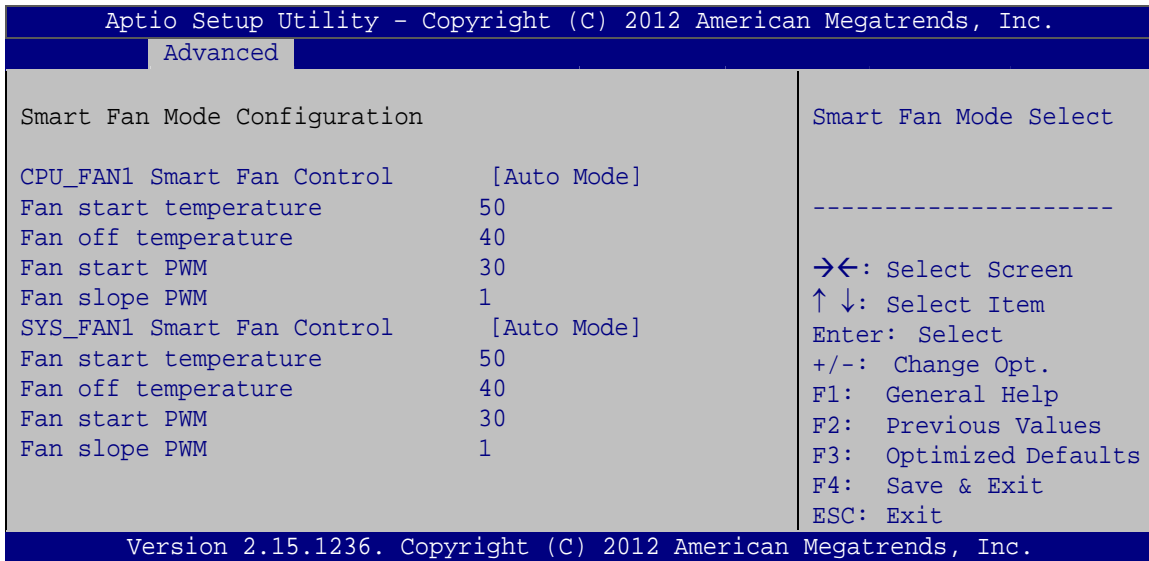 Aptio Setup Utility – Copyright (C) 2012 American Megatrends, Inc.
Advanced
Smart Fan Mode Configuration
CPU_FAN1 Smart Fan Control [Auto Mode]
Fan start temperature 50
Fan off temperature 40
Fan start PWM 30
Fan slope PWM 1
SYS_FAN1 Smart Fan Control [Auto Mode]
Fan start temperature 50
Fan off temperature 40
Fan start PWM 30
Fan slope PWM 1
Smart Fan Mode Select
---------------------
→←: Select Screen
↑ ↓: Select Item
Enter: Select
+/-: Change Opt.
F1: General Help
F2: Previous Values
F3: Optimized Defaults
F4: Save & Exit
ESC: Exit
Version 2.15.1236. Copyright (C) 2012 American Megatrends, Inc.